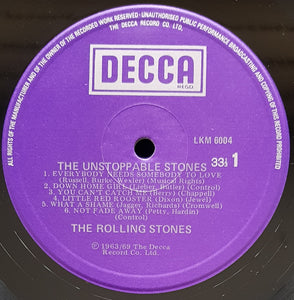 ALL RIGHTS OF THE MANUFACTURER AND OF THE OWNER OF THE RECORDED WORK RESERVED · UNAUTHORISED PUBLIC PERFORMANCE BROADCASTING AND COPYING OF THIS RECORD PROHIBITED
THE DECCA RECORD CO. LTD.
DECCA
REGD.
LKM 6004
THE UNSTOPPABLE STONES 33⅓ 1
1. EVERYBODY NEEDS SOMEBODY TO LOVE
(Russell, Burke, Wexler) (Musical Rights)
2. DOWN HOME GIRL (Lieber, Butler) (Control)
3. YOU CAN'T CATCH ME (Berry) (Chappell)
4. LITTLE RED ROOSTER (Dixon) (Jewel)
5. WHAT A SHAME (Jagger, Richards) (Cromwell)
6. NOT FADE AWAY (Petty, Hardin)
(Control)
THE ROLLING STONES
℗ 1963/69 The Decca
Record Co. Ltd.